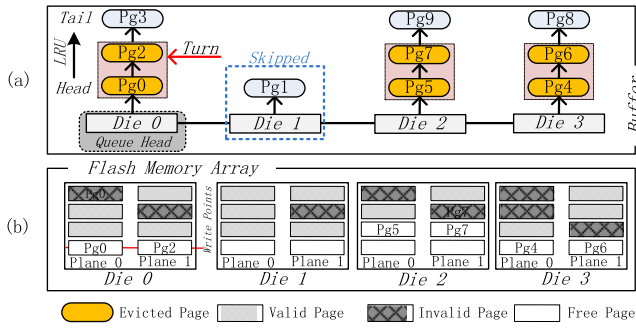 Tail Pg3 Pg9 Pg8
LRU Pg2 Turn Skipped Pg7 Pg6
(a) Head Pg0 Pg1 Pg5 Pg4
Die 0 Die 1 Die 2 Die 3
Queue Head Buffer
Flash Memory Array
Pg0
(b) Write Points Pg7
Pg5 Pg7
Pg0 Pg2 Pg4 Pg6
Plane 0 Plane 1 Plane 0 Plane 1 Plane 0 Plane 1 Plane 0 Plane 1
Die 0 Die 1 Die 2 Die 3
Evicted Page Valid Page Invalid Page Free Page